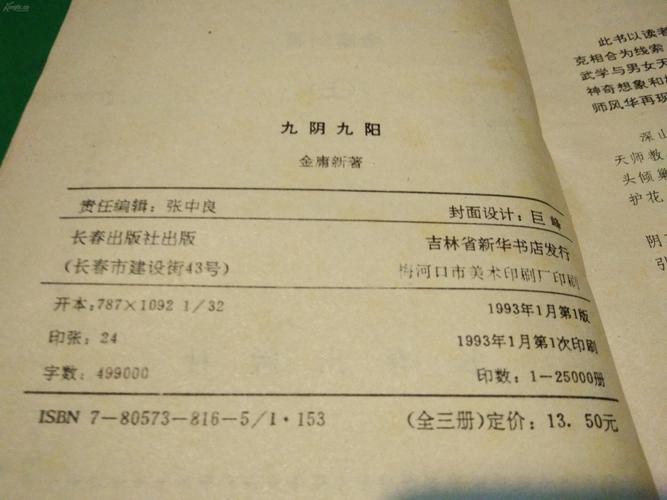 九阴九阳
金庸新著
责任编辑：张中良 封面设计：巨峰
长春出版社出版 吉林省新华书店发行
(长春市建设街43号) 梅河口市美术印刷厂印刷
开本：787×1092 1/32 1993年1月第1版
印张：24 1993年1月第1次印刷
字数：499000 印数：1—25000册
ISBN 7—80573—816—5/I·153 (全三册)定价：13.50元
此书以读者
克相合为线索
武学与男女天
神奇想象和
师风华再现
深山
天师教
头倾巢
护花
阴
引